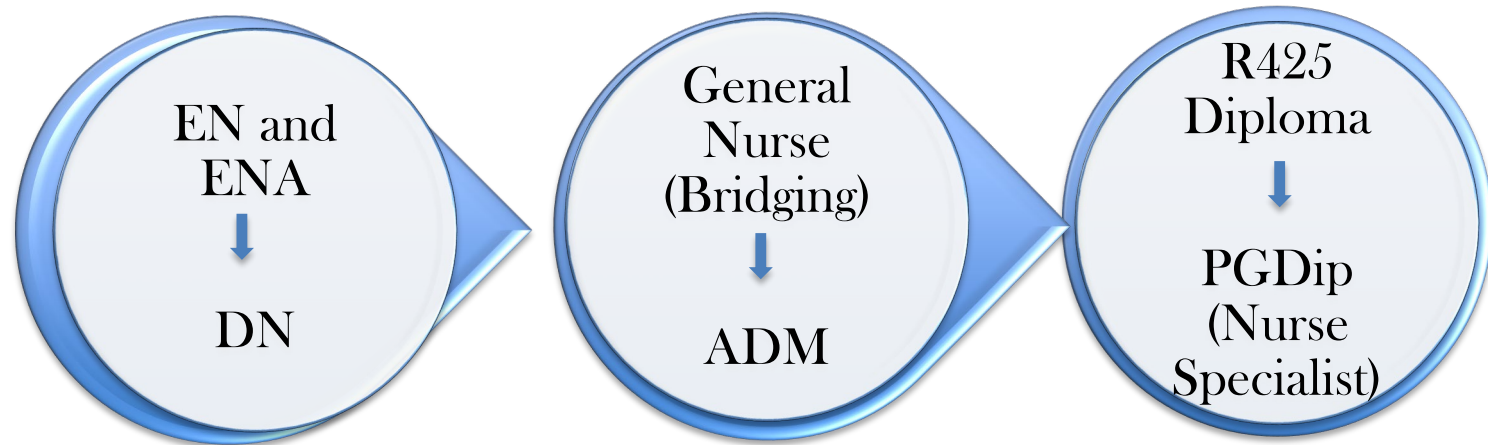 EN and
ENA
DN
General
Nurse
(Bridging)
ADM
R425
Diploma
PGDip
(Nurse
Specialist)